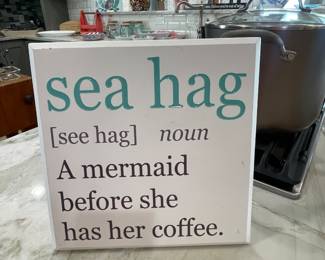 sea hag
[see hag] noun
A mermaid
before she
has her coffee.